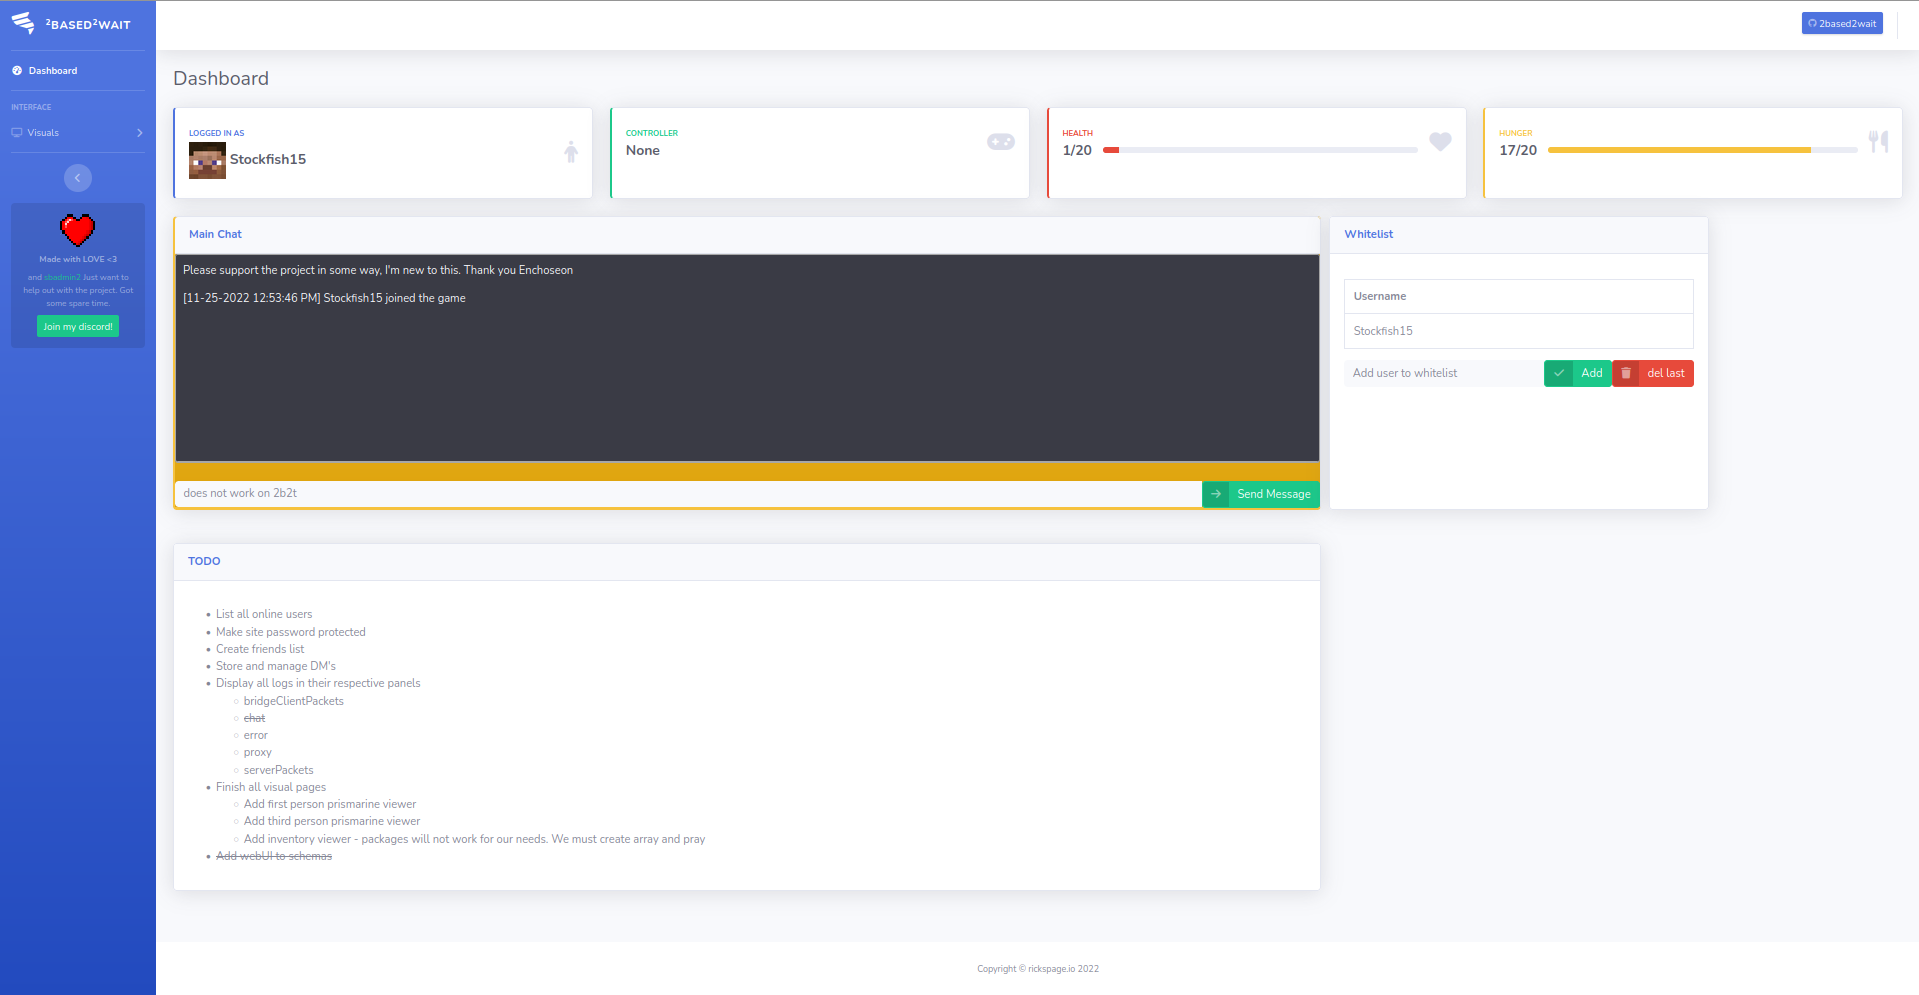 2BASED2WAIT
2based2wait
Dashboard
INTERFACE
Visuals
Made with LOVE <3
and sbadmin2 Just want to
help out with the project. Got
some spare time.
Join my discord!
Dashboard
LOGGED IN AS
Stockfish15
CONTROLLER
None
HEALTH
1/20
HUNGER
17/20
Main Chat
Please support the project in some way, I'm new to this. Thank you Enchoseon
[11-25-2022 12:53:46 PM] Stockfish15 joined the game
does not work on 2b2t
Send Message
Whitelist
Username
Stockfish15
Add user to whitelist
Add
del last
TODO
List all online users
Make site password protected
Create friends list
Store and manage DM's
Display all logs in their respective panels
bridgeClientPackets
chat
error
proxy
serverPackets
Finish all visual pages
Add first person prismarine viewer
Add third person prismarine viewer
Add inventory viewer - packages will not work for our needs. We must create array and pray
Add webUI to schemas
Copyright © rickspage.io 2022